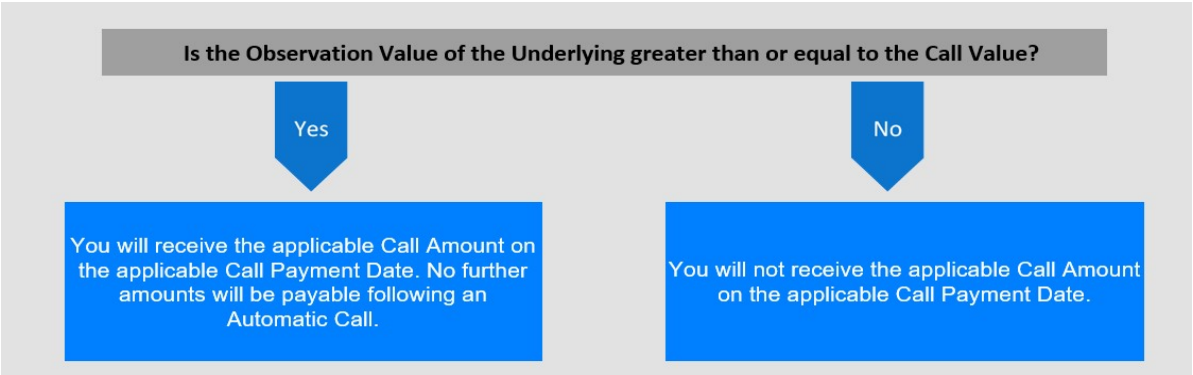 Is the Observation Value of the Underlying greater than or equal to the Call Value?
Yes
No
You will receive the applicable Call Amount on
the applicable Call Payment Date. No further
amounts will be payable following an
Automatic Call.
You will not receive the applicable Call Amount
on the applicable Call Payment Date.